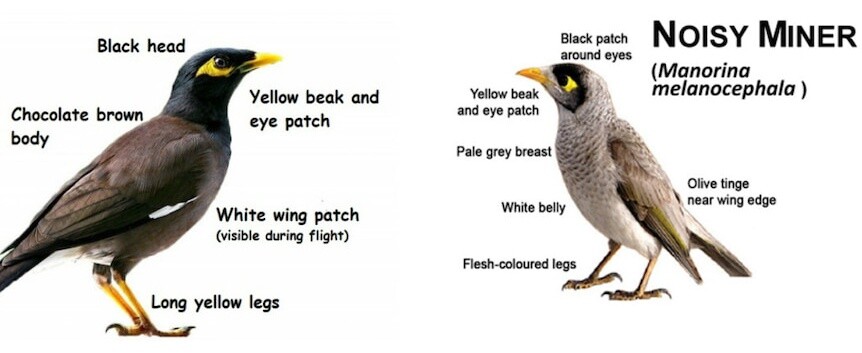 Black head
Chocolate brown
body
Yellow beak and
eye patch
White wing patch
(visible during flight)
Long yellow legs
NOISY MINER
(Manorina
melanocephala )
Black patch
around eyes
Yellow beak
and eye patch
Pale grey breast
White belly
Olive tinge
near wing edge
Flesh-coloured legs